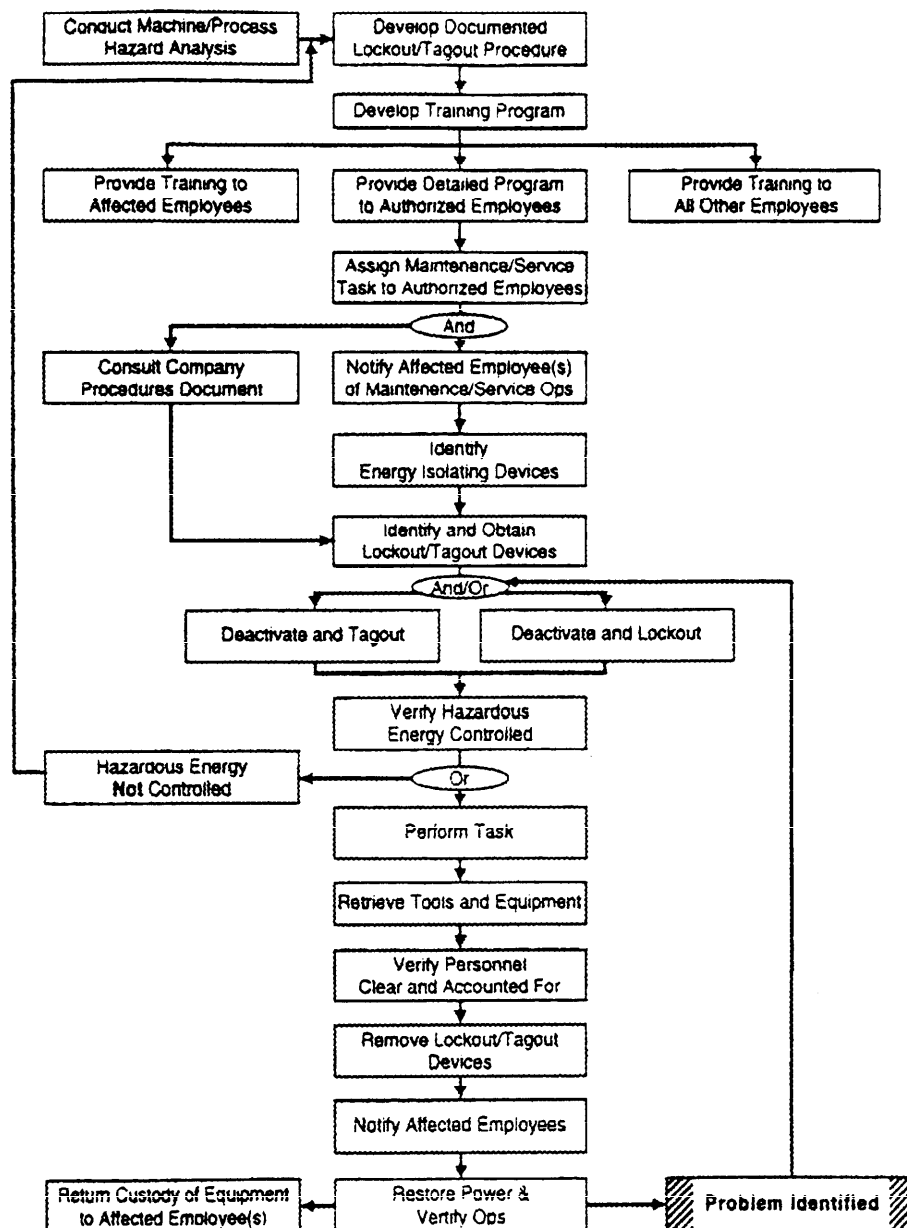 Conduct Machine/Process
Hazard Analysis
Develop Documented
Lockout/Tagout Procedure
Develop Training Program
Provide Training to
Affected Employees
Provide Detailed Program
to Authorized Employees
Provide Training to
All Other Employees
Assign Maintenence/Service
Task to Authorized Employees
And
Consult Company
Procedures Document
Notify Affected Employee(s)
of Maintenence/Service Ops
Identify
Energy Isolating Devices
Identify and Obtain
Lockout/Tagout Devices
And/Or
Deactivate and Tagout
Deactivate and Lockout
Verify Hazardous
Energy Controlled
Hazardous Energy
Not Controlled
Or
Perform Task
Retrieve Tools and Equipment
Verify Personnel
Clear and Accounted For
Remove Lockout/Tagout
Devices
Notify Affected Employees
Return Custody of Equipment
to Affected Employee(s)
Restore Power &
Vertify Ops
Problem Identified